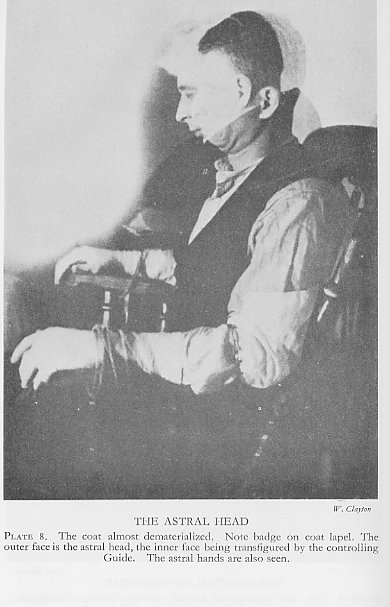 W. Clayton
THE ASTRAL HEAD
PLATE 8. The coat almost dematerialized. Note badge on coat lapel. The
outer face is the astral head, the inner face being transfigured by the controlling
Guide. The astral hands are also seen.